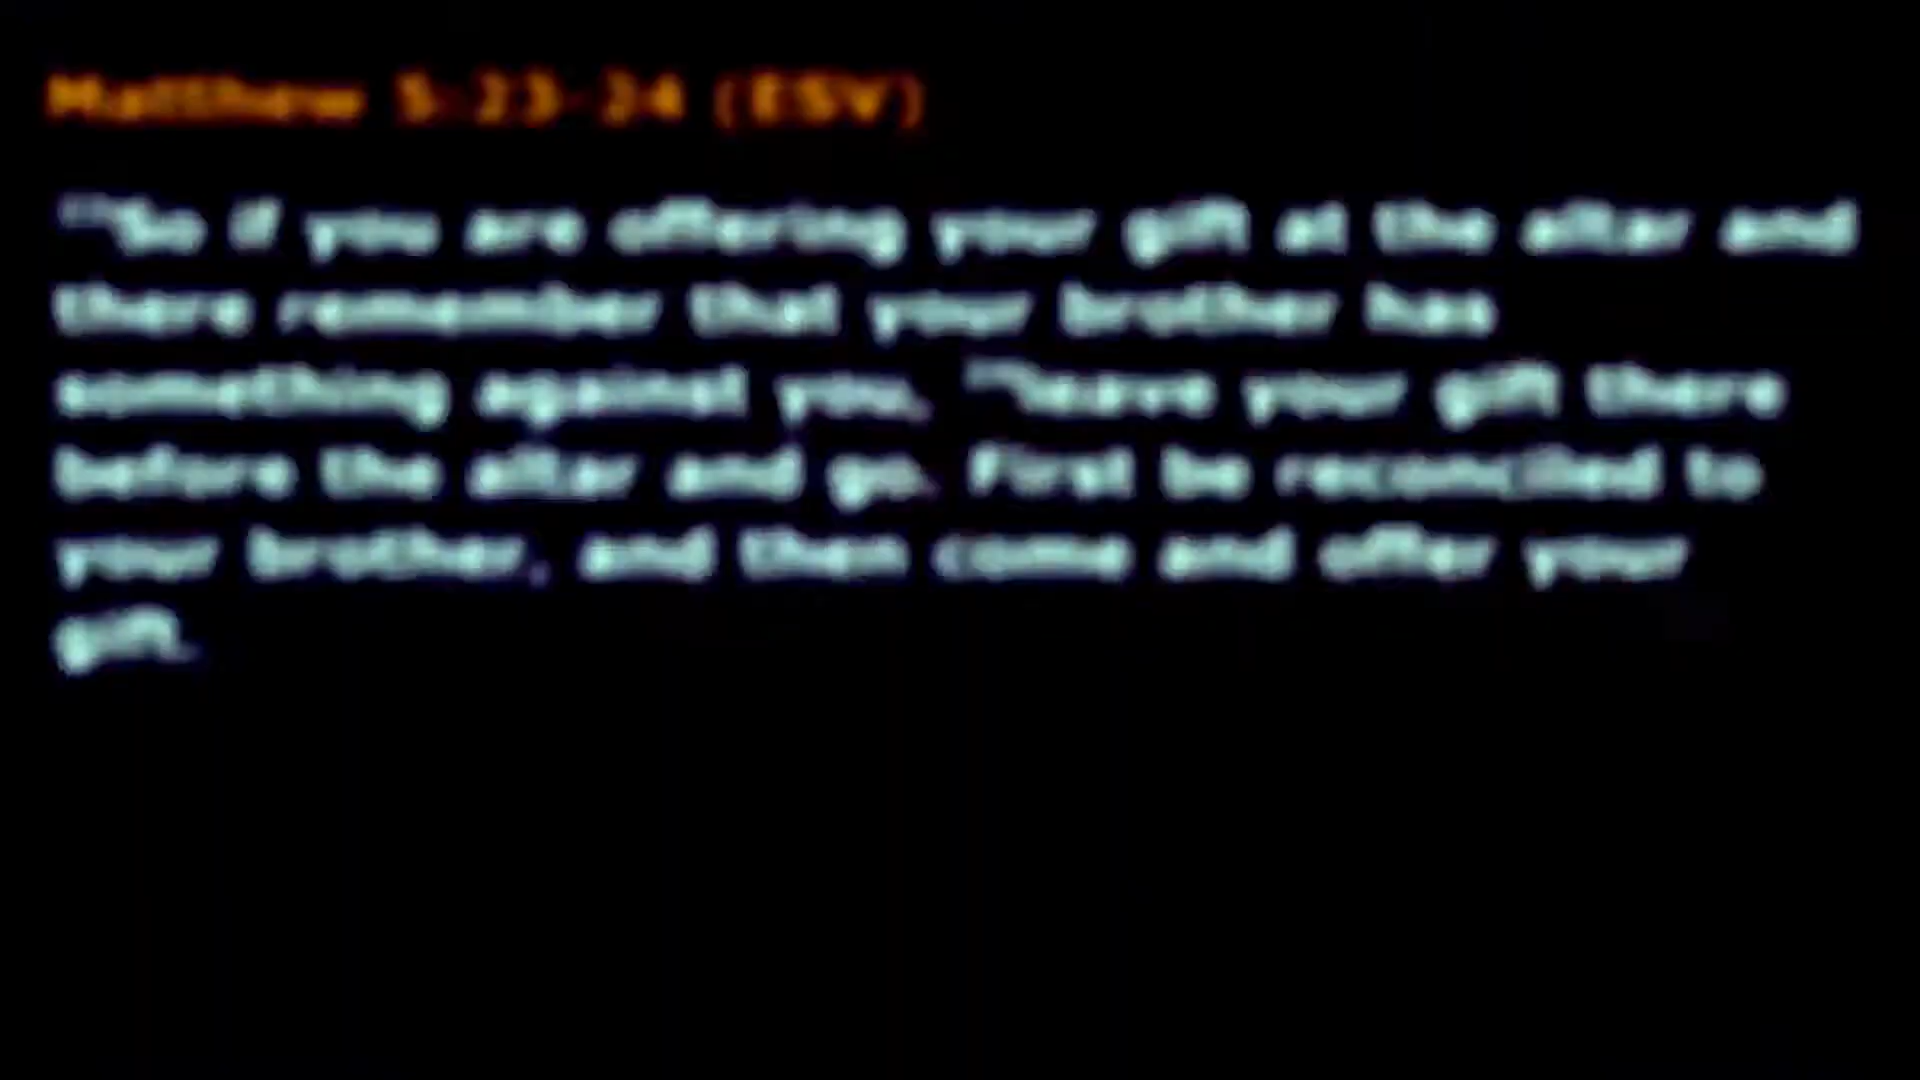 Matthew 5:23-24 (ESV)
So if you are offering your gift at the altar and
there remember that your brother has
something against you, leave your gift there
before the altar and go. First be reconciled to
your brother, and then come and offer your
gift.